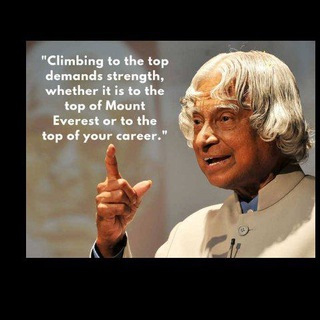 "Climbing to the top
demands strength,
whether it is to the
top of Mount
Everest or to the
top of your career."